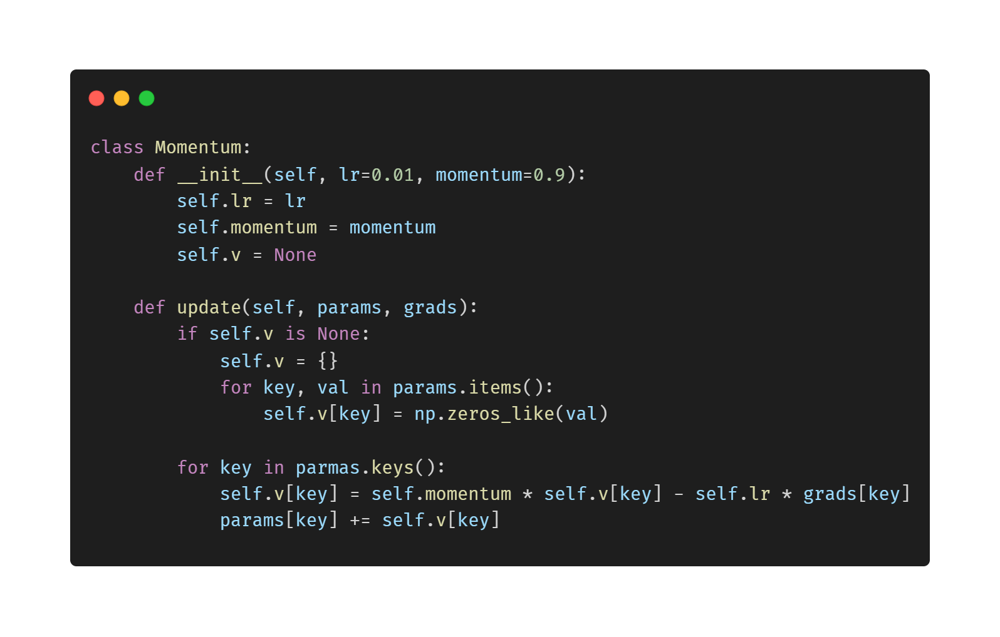 class Momentum:
    def __init__(self, lr=0.01, momentum=0.9):
        self.lr = lr
        self.momentum = momentum
        self.v = None

    def update(self, params, grads):
        if self.v is None:
            self.v = {}
            for key, val in params.items():
                self.v[key] = np.zeros_like(val)

        for key in parmas.keys():
            self.v[key] = self.momentum * self.v[key] - self.lr * grads[key]
            params[key] += self.v[key]